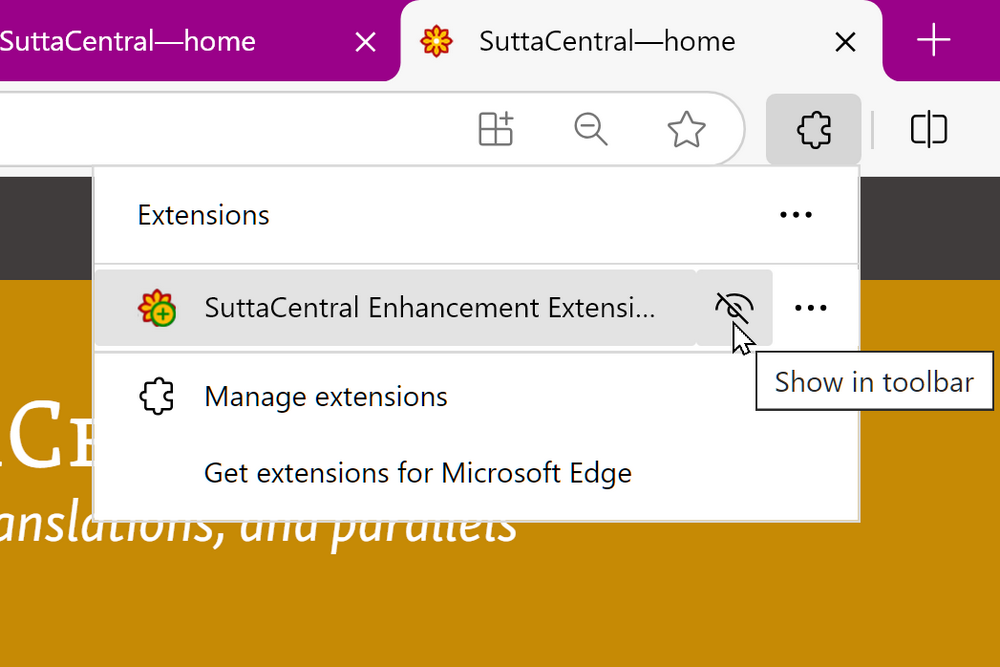 SuttaCentral—home
SuttaCentral—home
Extensions
SuttaCentral Enhancement Extensi...
Show in toolbar
Manage extensions
Get extensions for Microsoft Edge
anslations, and parallels